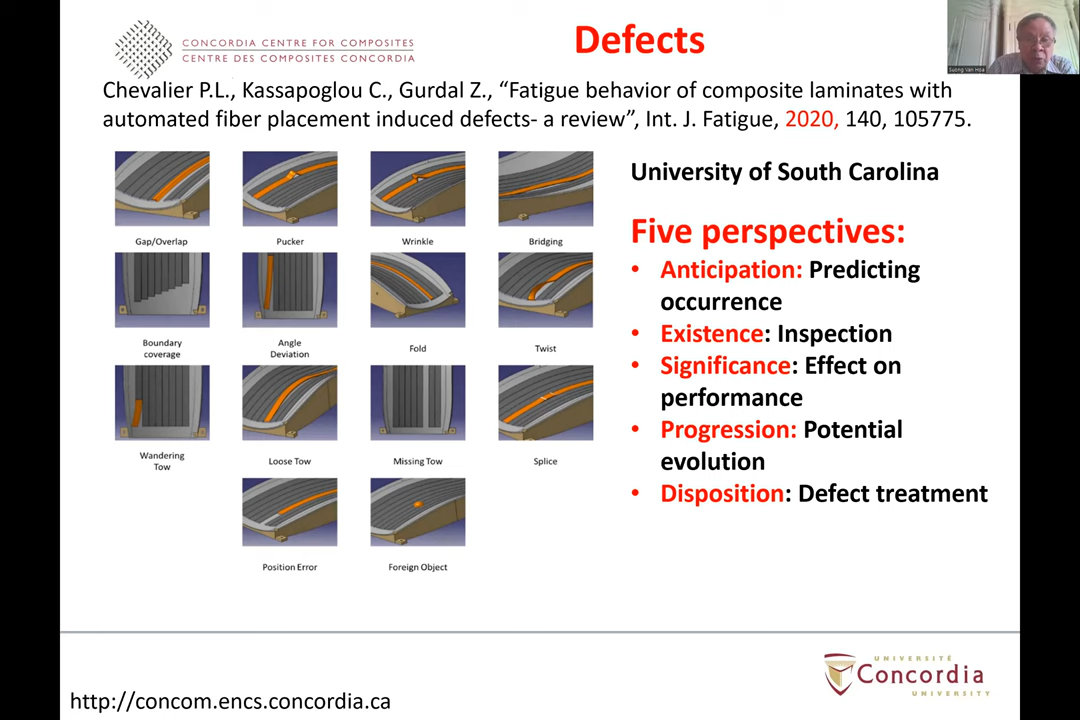 CONCORDIA CENTRE FOR COMPOSITES
CENTRE DES COMPOSITES CONCORDIA
Defects
Suong Van Hoa
Chevalier P.L., Kassapoglou C., Gurdal Z., “Fatigue behavior of composite laminates with
automated fiber placement induced defects- a review”, Int. J. Fatigue, 2020, 140, 105775.
Gap/Overlap
Pucker
Wrinkle
Bridging
Boundary
coverage
Angle
Deviation
Fold
Twist
Wandering
Tow
Loose Tow
Missing Tow
Splice
Position Error
Foreign Object
University of South Carolina
Five perspectives:
• Anticipation: Predicting
occurrence
• Existence: Inspection
• Significance: Effect on
performance
• Progression: Potential
evolution
• Disposition: Defect treatment
http://concom.encs.concordia.ca
UNIVERSITÉ
Concordia
UNIVERSITY